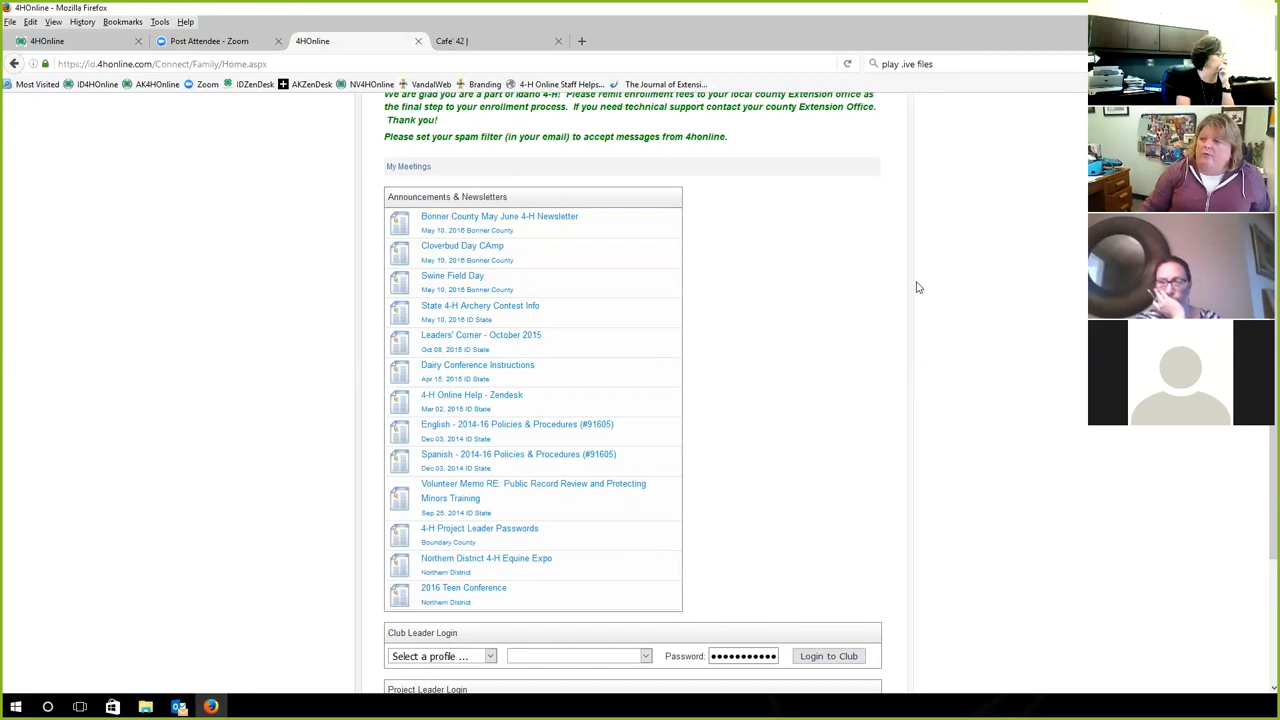 4HOnline - Mozilla Firefox
File Edit View History Bookmarks Tools Help
4HOnline × Post Attendee - Zoom × 4HOnline × Cafe' 42 | × +
https://id.4honline.com/Connect/Family/Home.aspx play .ive files
Most Visited ID4HOnline AK4HOnline Zoom IDZenDesk AKZenDesk NV4HOnline VandalWeb Branding 4-H Online Staff Helps... The Journal of Extensi...
We are glad you are a part of Idaho 4-H! Please remit enrollment fees to your local county Extension office as
the final step to your enrollment process. If you need technical support contact your county Extension Office.
Thank you!
Please set your spam filter (in your email) to accept messages from 4honline.
My Meetings
Announcements & Newsletters
Bonner County May June 4-H Newsletter
May 10, 2016 Bonner County
Cloverbud Day CAmp
May 10, 2016 Bonner County
Swine Field Day
May 10, 2016 Bonner County
State 4-H Archery Contest Info
May 10, 2016 ID State
Leaders' Corner - October 2015
Oct 08, 2015 ID State
Dairy Conference Instructions
Apr 15, 2015 ID State
4-H Online Help - Zendesk
Mar 02, 2015 ID State
English - 2014-16 Policies & Procedures (#91605)
Dec 03, 2014 ID State
Spanish - 2014-16 Policies & Procedures (#91605)
Dec 03, 2014 ID State
Volunteer Memo RE: Public Record Review and Protecting
Minors Training
Sep 25, 2014 ID State
4-H Project Leader Passwords
Boundary County
Northern District 4-H Equine Expo
Northern District
2016 Teen Conference
Northern District
Club Leader Login
Select a profile ... Password: ●●●●●●●●●●● Login to Club
Project Leader Login